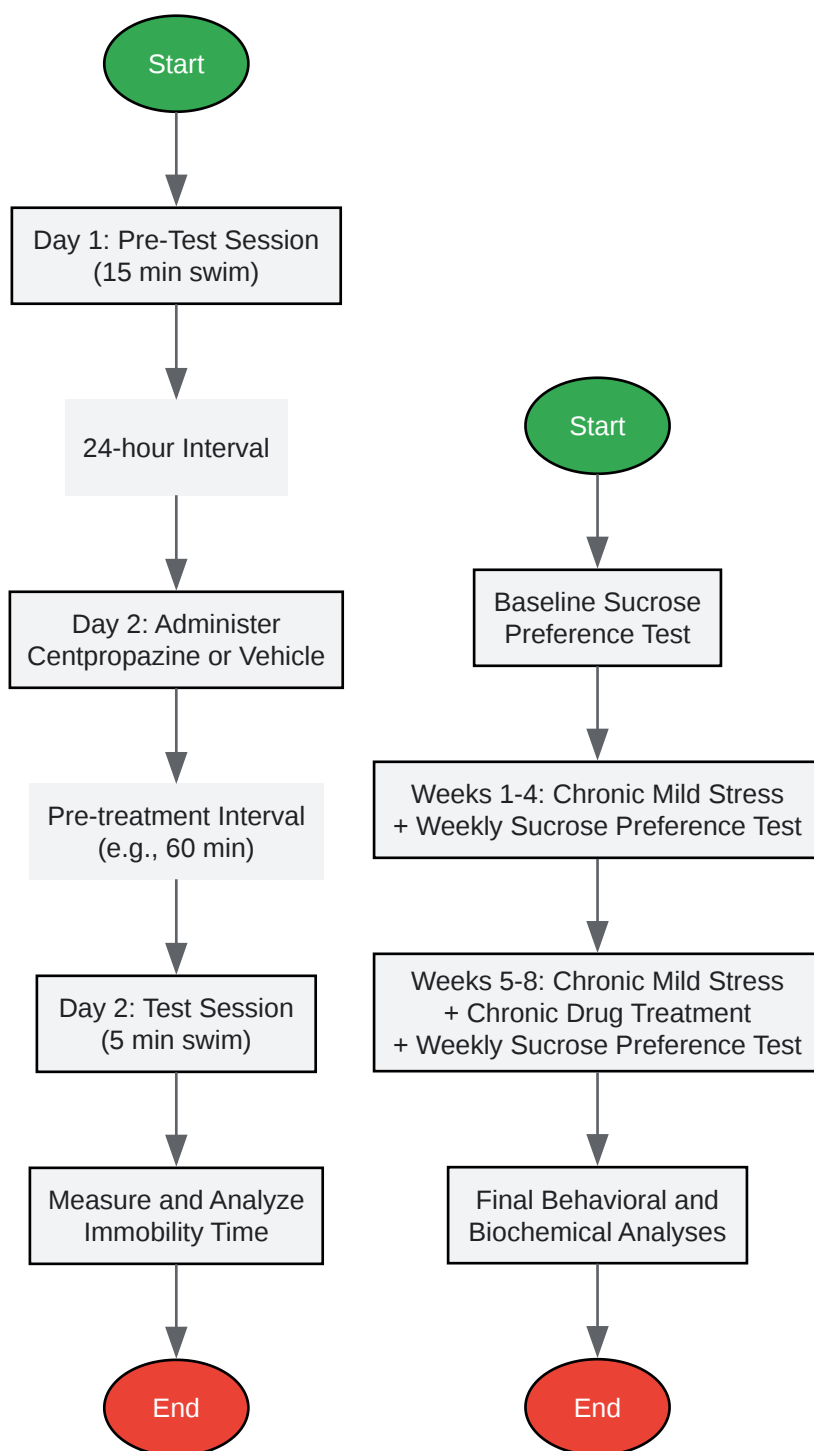 Start
Day 1: Pre-Test Session
(15 min swim)
24-hour Interval
Day 2: Administer
Centpropazine or Vehicle
Pre-treatment Interval
(e.g., 60 min)
Day 2: Test Session
(5 min swim)
Measure and Analyze
Immobility Time
End
Start
Baseline Sucrose
Preference Test
Weeks 1-4: Chronic Mild Stress
+ Weekly Sucrose Preference Test
Weeks 5-8: Chronic Mild Stress
+ Chronic Drug Treatment
+ Weekly Sucrose Preference Test
Final Behavioral and
Biochemical Analyses
End